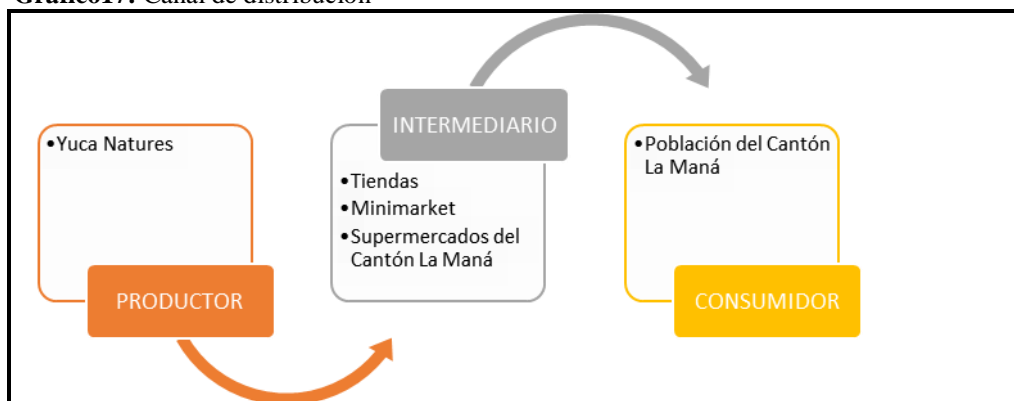 Gráfico17: Canal de distribución
•Yuca Natures
PRODUCTOR
INTERMEDIARIO
•Tiendas
•Minimarket
•Supermercados del
Cantón La Maná
•Población del Cantón
La Maná
CONSUMIDOR